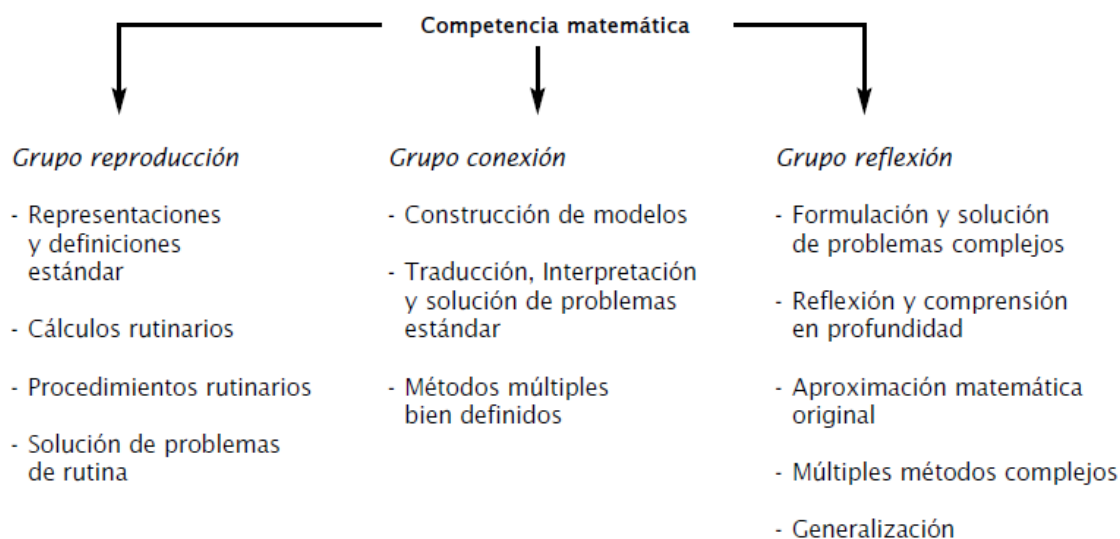 Competencia matemática
Grupo reproducción
- Representaciones
y definiciones
estándar
- Cálculos rutinarios
- Procedimientos rutinarios
- Solución de problemas
de rutina
Grupo conexión
- Construcción de modelos
- Traducción, Interpretación
y solución de problemas
estándar
- Métodos múltiples
bien definidos
Grupo reflexión
- Formulación y solución
de problemas complejos
- Reflexión y comprensión
en profundidad
- Aproximación matemática
original
- Múltiples métodos complejos
- Generalización